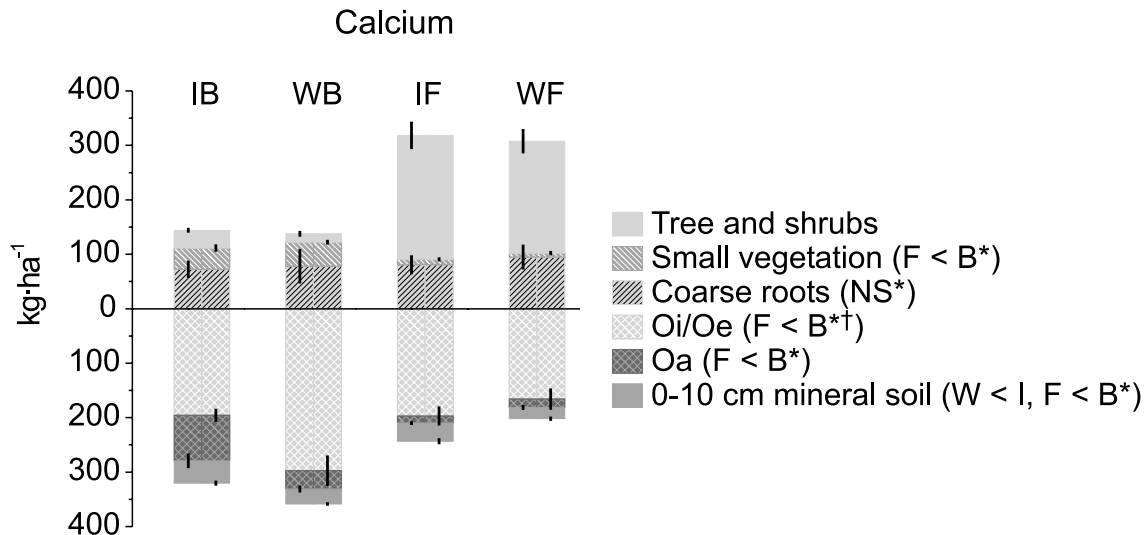 Calcium
400
300
200
100
0
100
200
300
400
kg·ha⁻¹
IB WB IF WF
Tree and shrubs
Small vegetation (F < B*)
Coarse roots (NS*)
Oi/Oe (F < B*†)
Oa (F < B*)
0-10 cm mineral soil (W < I, F < B*)